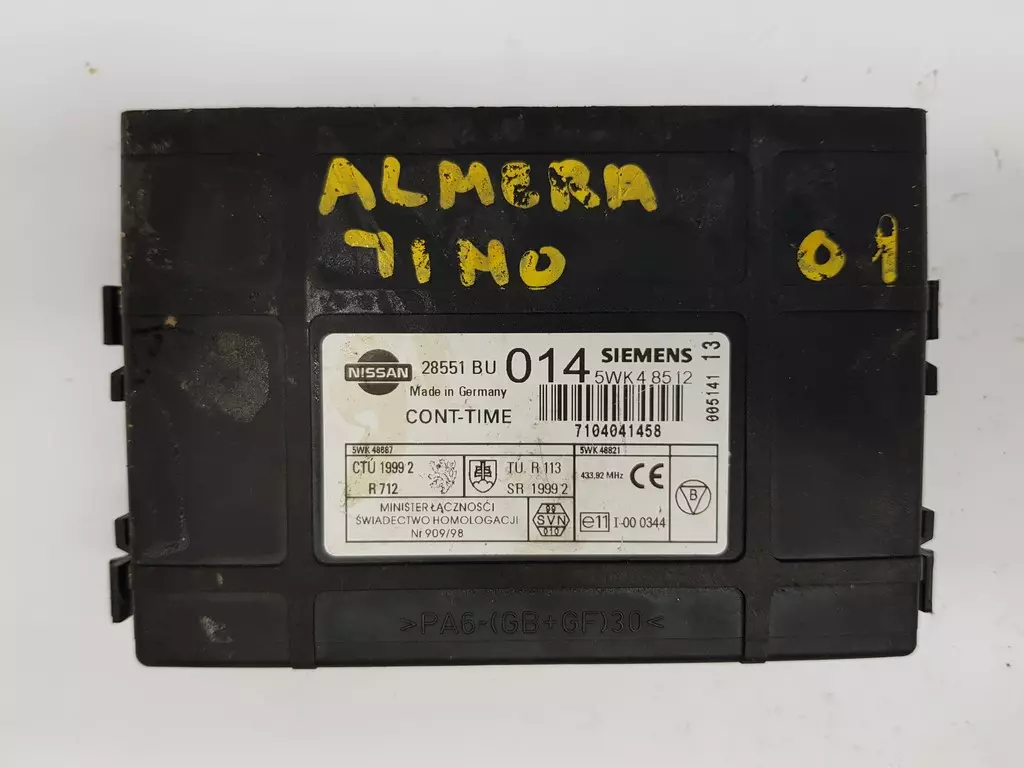 ALMERA
TINO 01
NISSAN 28551 BU 014 SIEMENS
5WK4 8512
Made in Germany
CONT-TIME
7104041458
005141 13
5WK 48687
CTÚ 1999 2
R 712
TÚ R 113
SR 1999 2
MINISTER ŁĄCZNOŚCI
ŚWIADECTWO HOMOLOGACJI
Nr 909/98
99
SVN
010
5WK 48821
433,92 MHz CE
e11 I-00 0344
B
>PA6-(GB+GF)30<